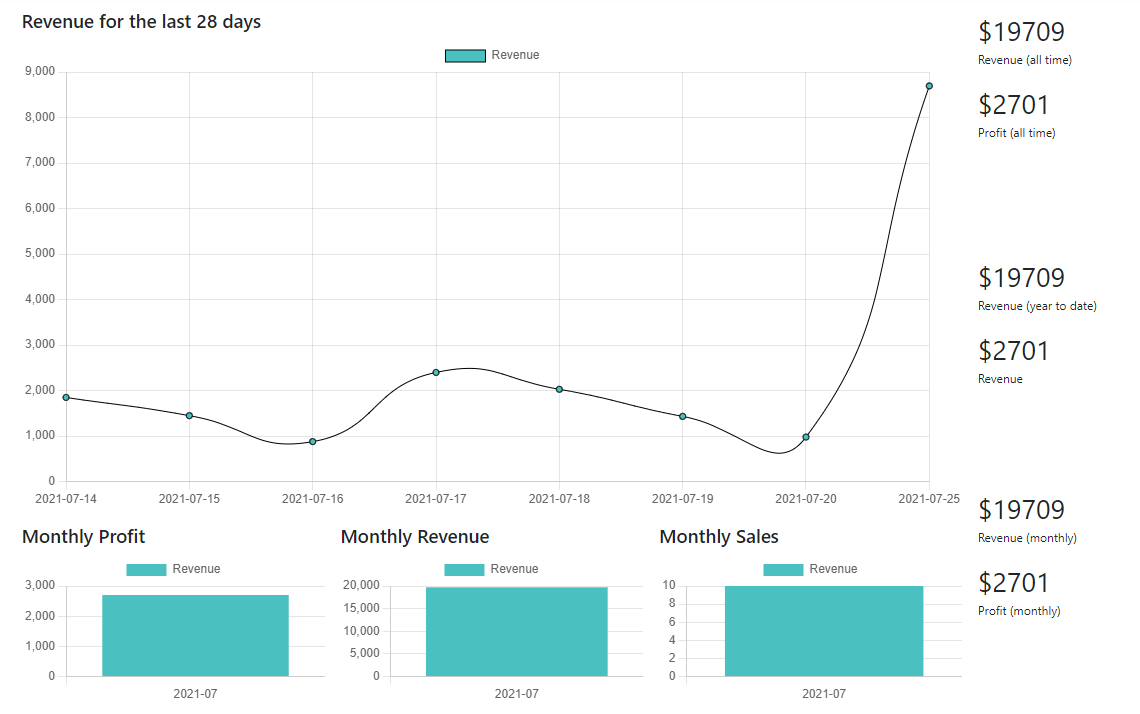 Revenue for the last 28 days
Revenue
9,000
8,000
7,000
6,000
5,000
4,000
3,000
2,000
1,000
0
2021-07-14 2021-07-15 2021-07-16 2021-07-17 2021-07-18 2021-07-19 2021-07-20 2021-07-25
$19709
Revenue (all time)
$2701
Profit (all time)
$19709
Revenue (year to date)
$2701
Revenue
Monthly Profit
Revenue
3,000
2,000
1,000
0
2021-07
Monthly Revenue
Revenue
20,000
15,000
10,000
5,000
0
2021-07
Monthly Sales
Revenue
10
8
6
4
2
0
2021-07
$19709
Revenue (monthly)
$2701
Profit (monthly)